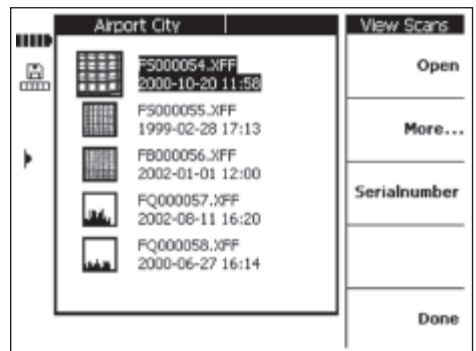 Airport City
View Scans
FS000054.XFF
2000-10-20 11:58
Open
FS000055.XFF
1999-02-28 17:13
More...
FB000056.XFF
2002-01-01 12:00
Serialnumber
FQ000057.XFF
2002-08-11 16:20
FQ000058.XFF
2000-06-27 16:14
Done